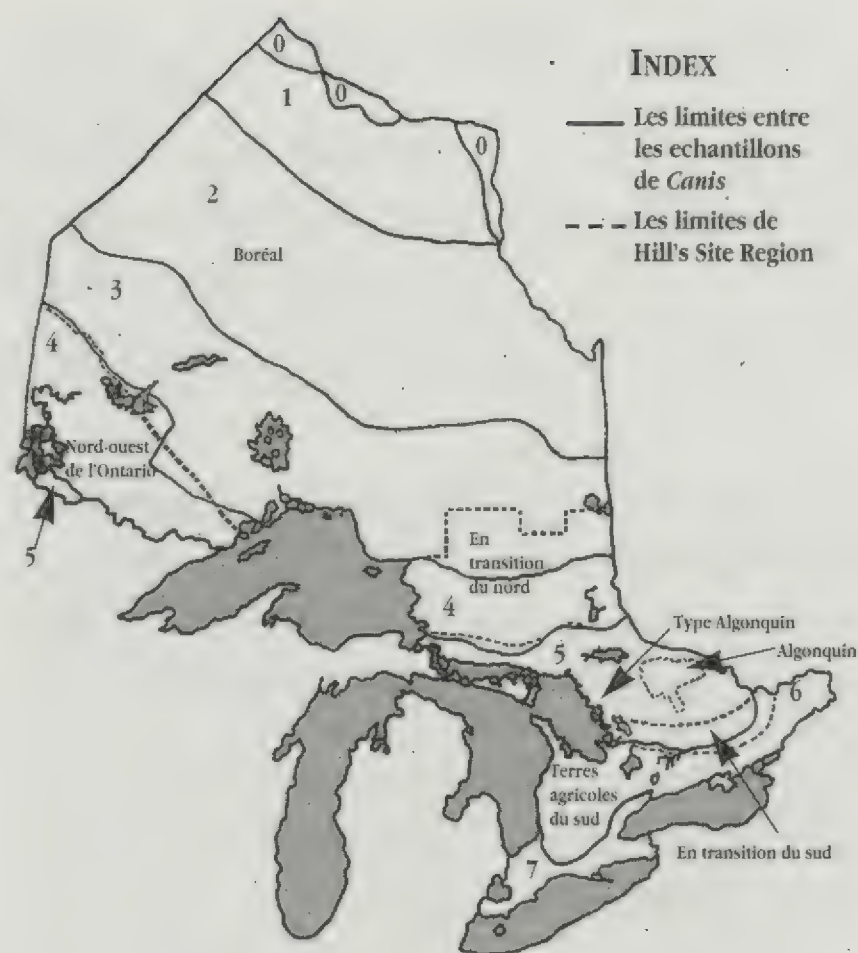 INDEX
Les limites entre
les echantillons
de Canis
Les limites de
Hill's Site Region
0
0
1
0
2
Boréal
3
4
Nord-ouest
de l'Ontario
5
En
transition
du nord
4
5
Type Algonquin
Algonquin
6
Terres
agricoles
du sud
En transition du sud
7